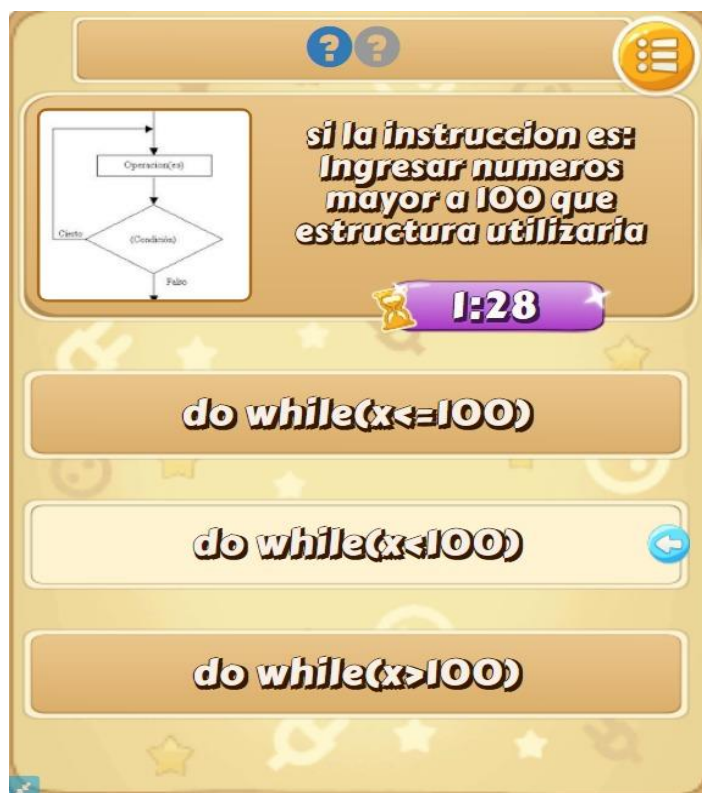 ? ?
Operacion(es)
Cierto
(Condición)
Falso
si la instruccion es:
Ingresar numeros
mayor a 100 que
estructura utilizaria
1:28
do while(x<=100)
do while(x<100)
do while(x>100)